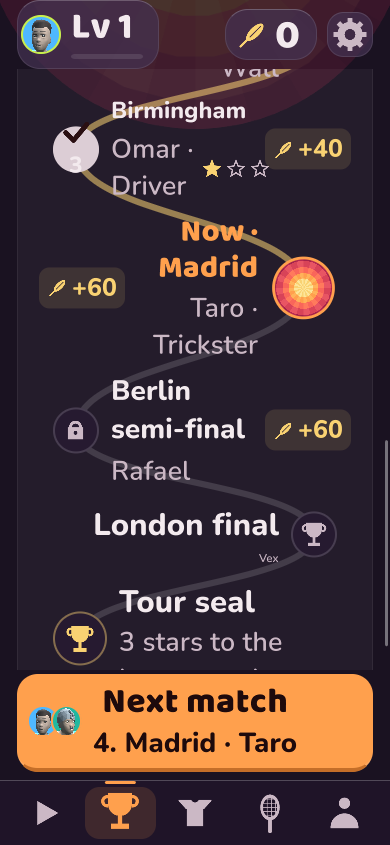 Lv 1
0
Birmingham
3
Omar ·
Driver
+40
Now ·
Madrid
+60
Taro ·
Trickster
Berlin
semi-final
+60
Rafael
London final
Vex
Tour seal
3 stars to the
Next match
4. Madrid · Taro